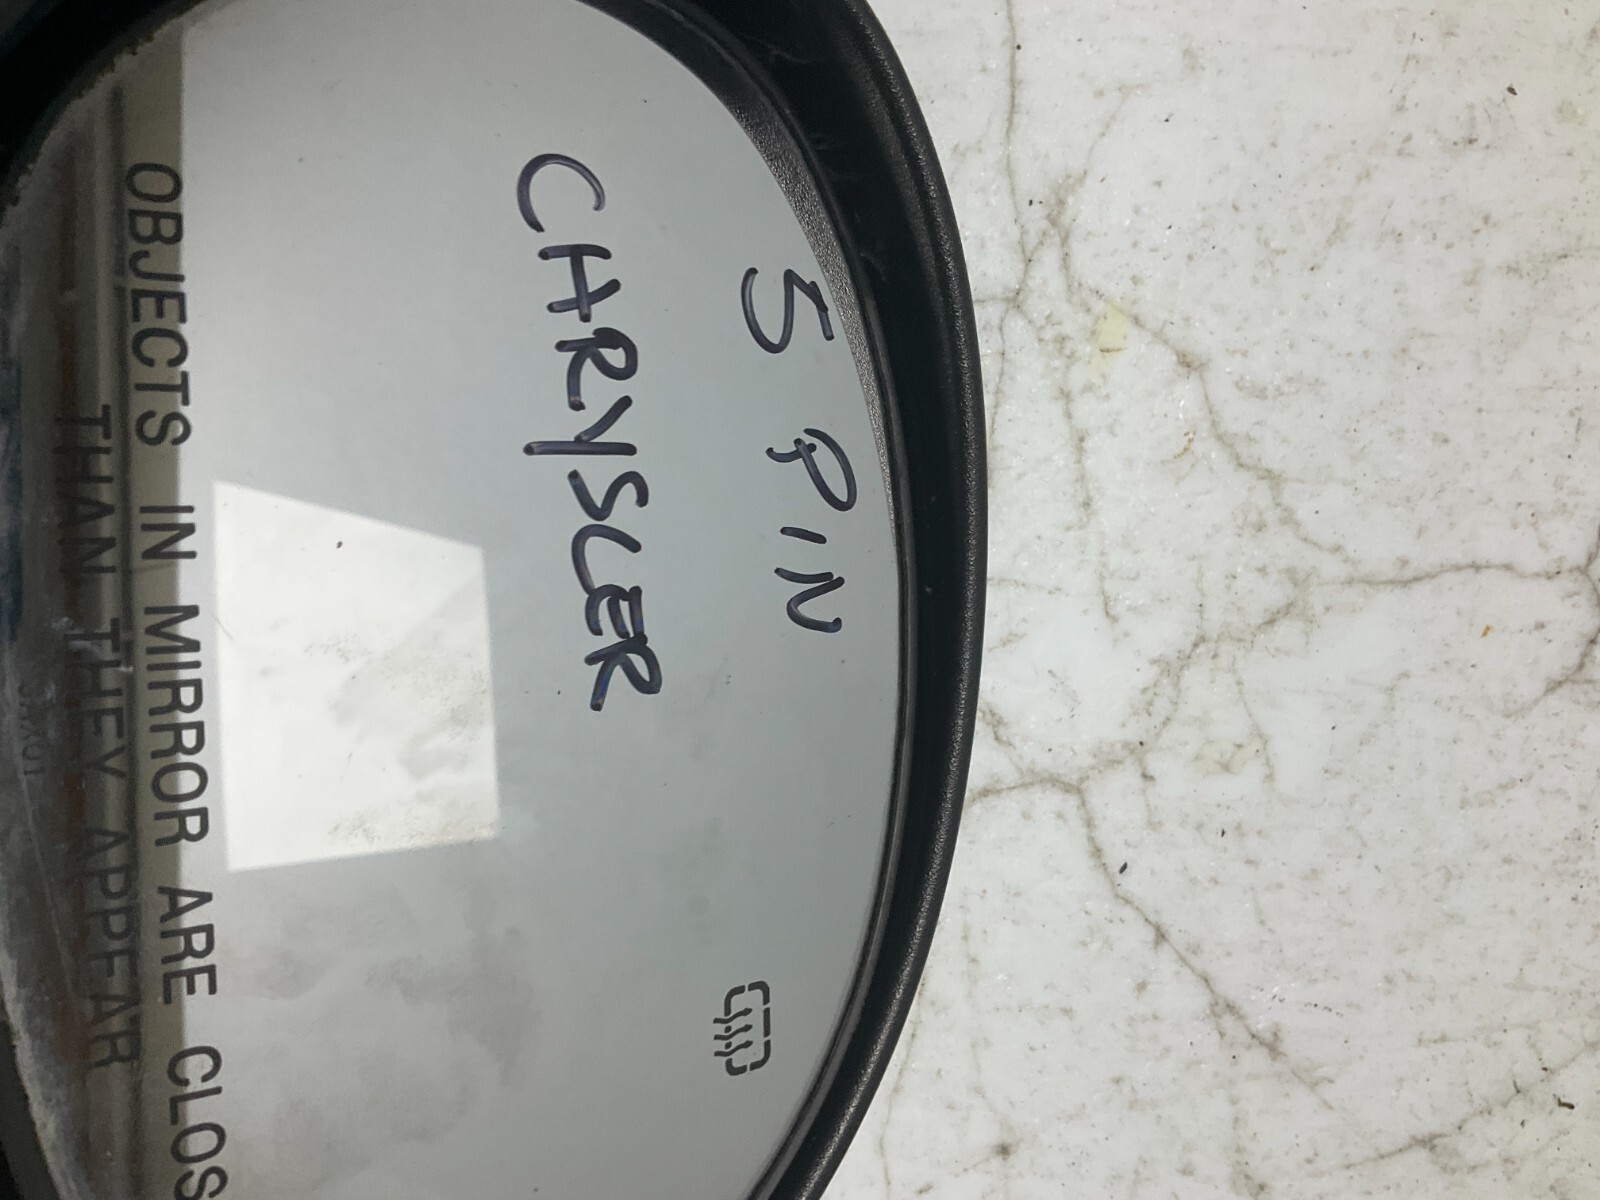 5 PIN
CHRYSLER
OBJECTS IN MIRROR ARE CLOS
THAN THEY APPEAR